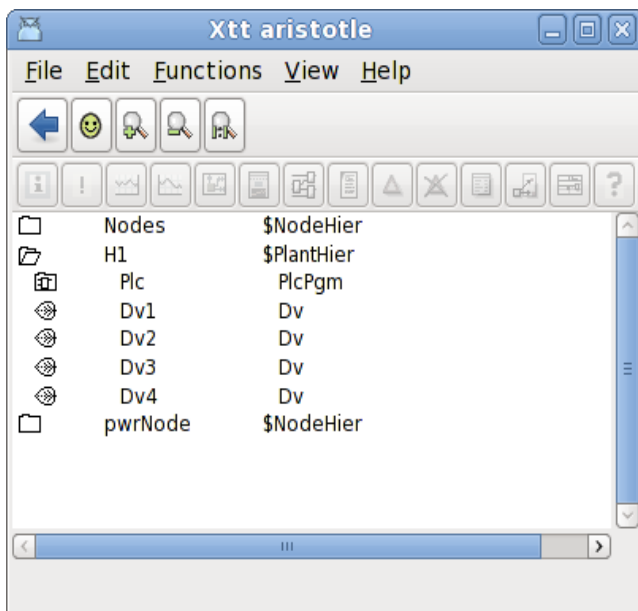 Xtt aristotle
File Edit Functions View Help
Nodes $NodeHier
H1 $PlantHier
Plc PlcPgm
Dv1 Dv
Dv2 Dv
Dv3 Dv
Dv4 Dv
pwrNode $NodeHier